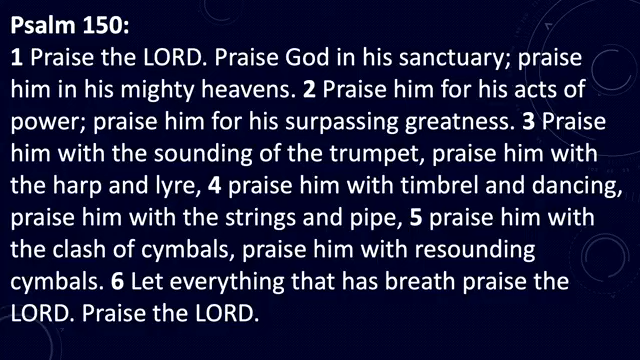 Psalm 150:
1 Praise the LORD. Praise God in his sanctuary; praise
him in his mighty heavens. 2 Praise him for his acts of
power; praise him for his surpassing greatness. 3 Praise
him with the sounding of the trumpet, praise him with
the harp and lyre, 4 praise him with timbrel and dancing,
praise him with the strings and pipe, 5 praise him with
the clash of cymbals, praise him with resounding
cymbals. 6 Let everything that has breath praise the
LORD. Praise the LORD.